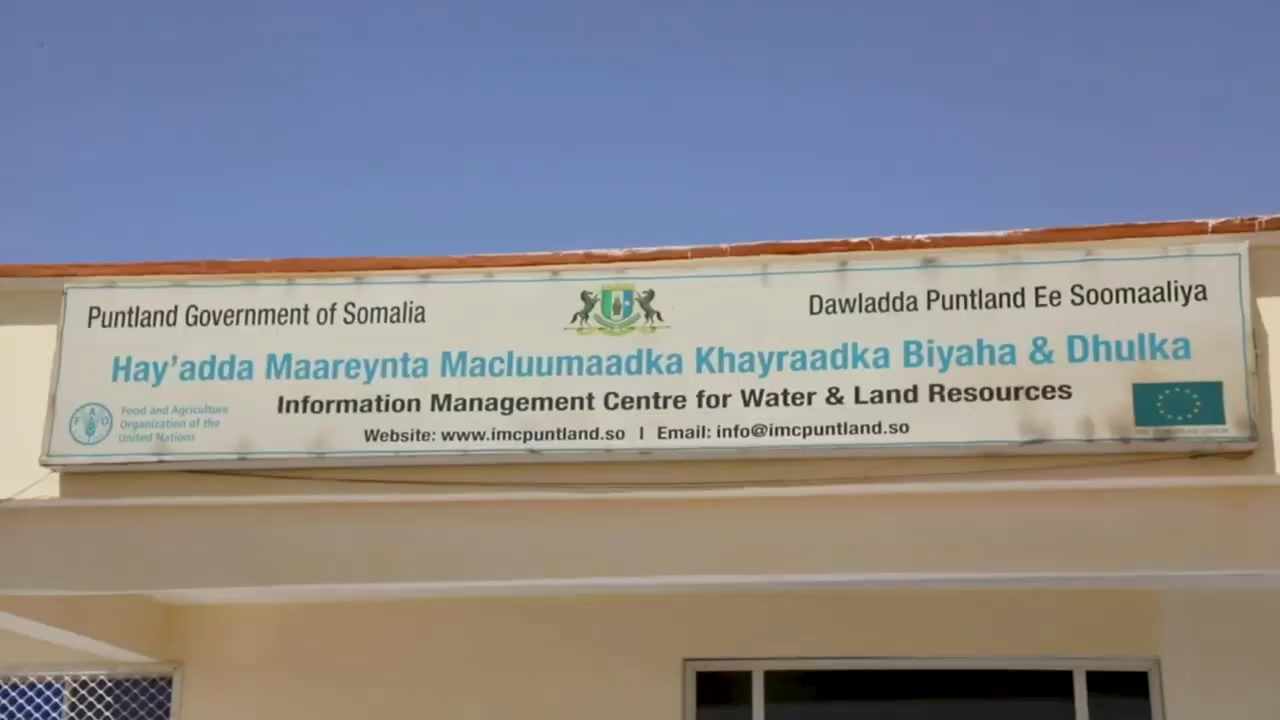 Puntland Government of Somalia
Dawladda Puntland Ee Soomaaliya
Hay'adda Maareynta Macluumaadka Khayraadka Biyaha & Dhulka
Information Management Centre for Water & Land Resources
FAO
Food and Agriculture
Organization of the
United Nations
Website: www.imcpuntland.so | Email: info@imcpuntland.so